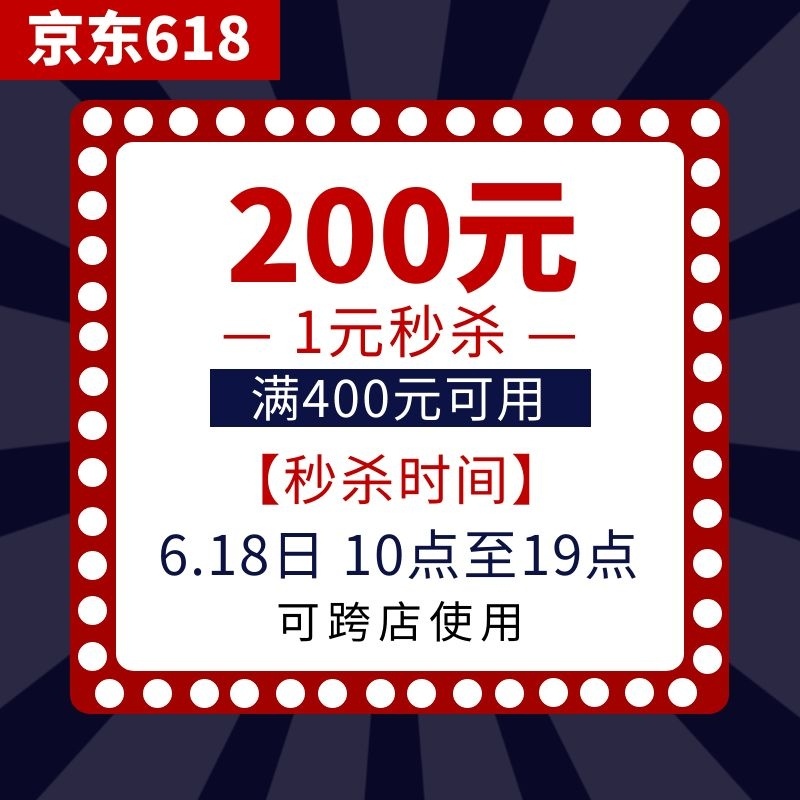 京东618
200元
— 1元秒杀 —
满400元可用
【秒杀时间】
6.18日 10点至19点
可跨店使用